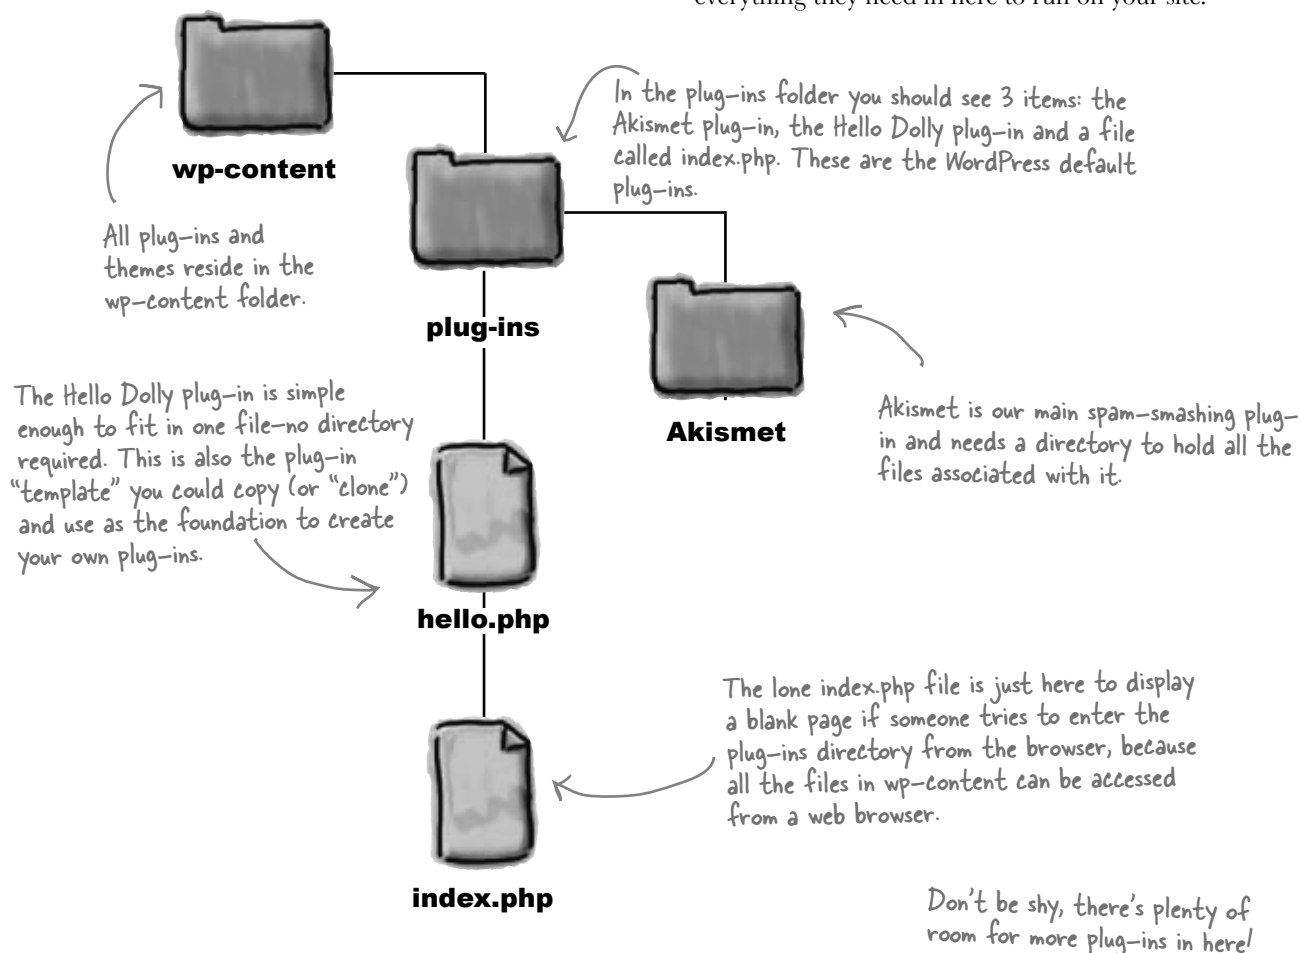 everything they need in here to run on your site.
In the plug-ins folder you should see 3 items: the
Akismet plug-in, the Hello Dolly plug-in and a file
called index.php. These are the WordPress default
plug-ins.
wp-content
All plug-ins and
themes reside in the
wp-content folder.
plug-ins
Akismet
Akismet is our main spam-smashing plug-
in and needs a directory to hold all the
files associated with it.
The Hello Dolly plug-in is simple
enough to fit in one file—no directory
required. This is also the plug-in
“template” you could copy (or “clone”)
and use as the foundation to create
your own plug-ins.
hello.php
The lone index.php file is just here to display
a blank page if someone tries to enter the
plug-ins directory from the browser, because
all the files in wp-content can be accessed
from a web browser.
index.php
Don't be shy, there's plenty of
room for more plug-ins in here!